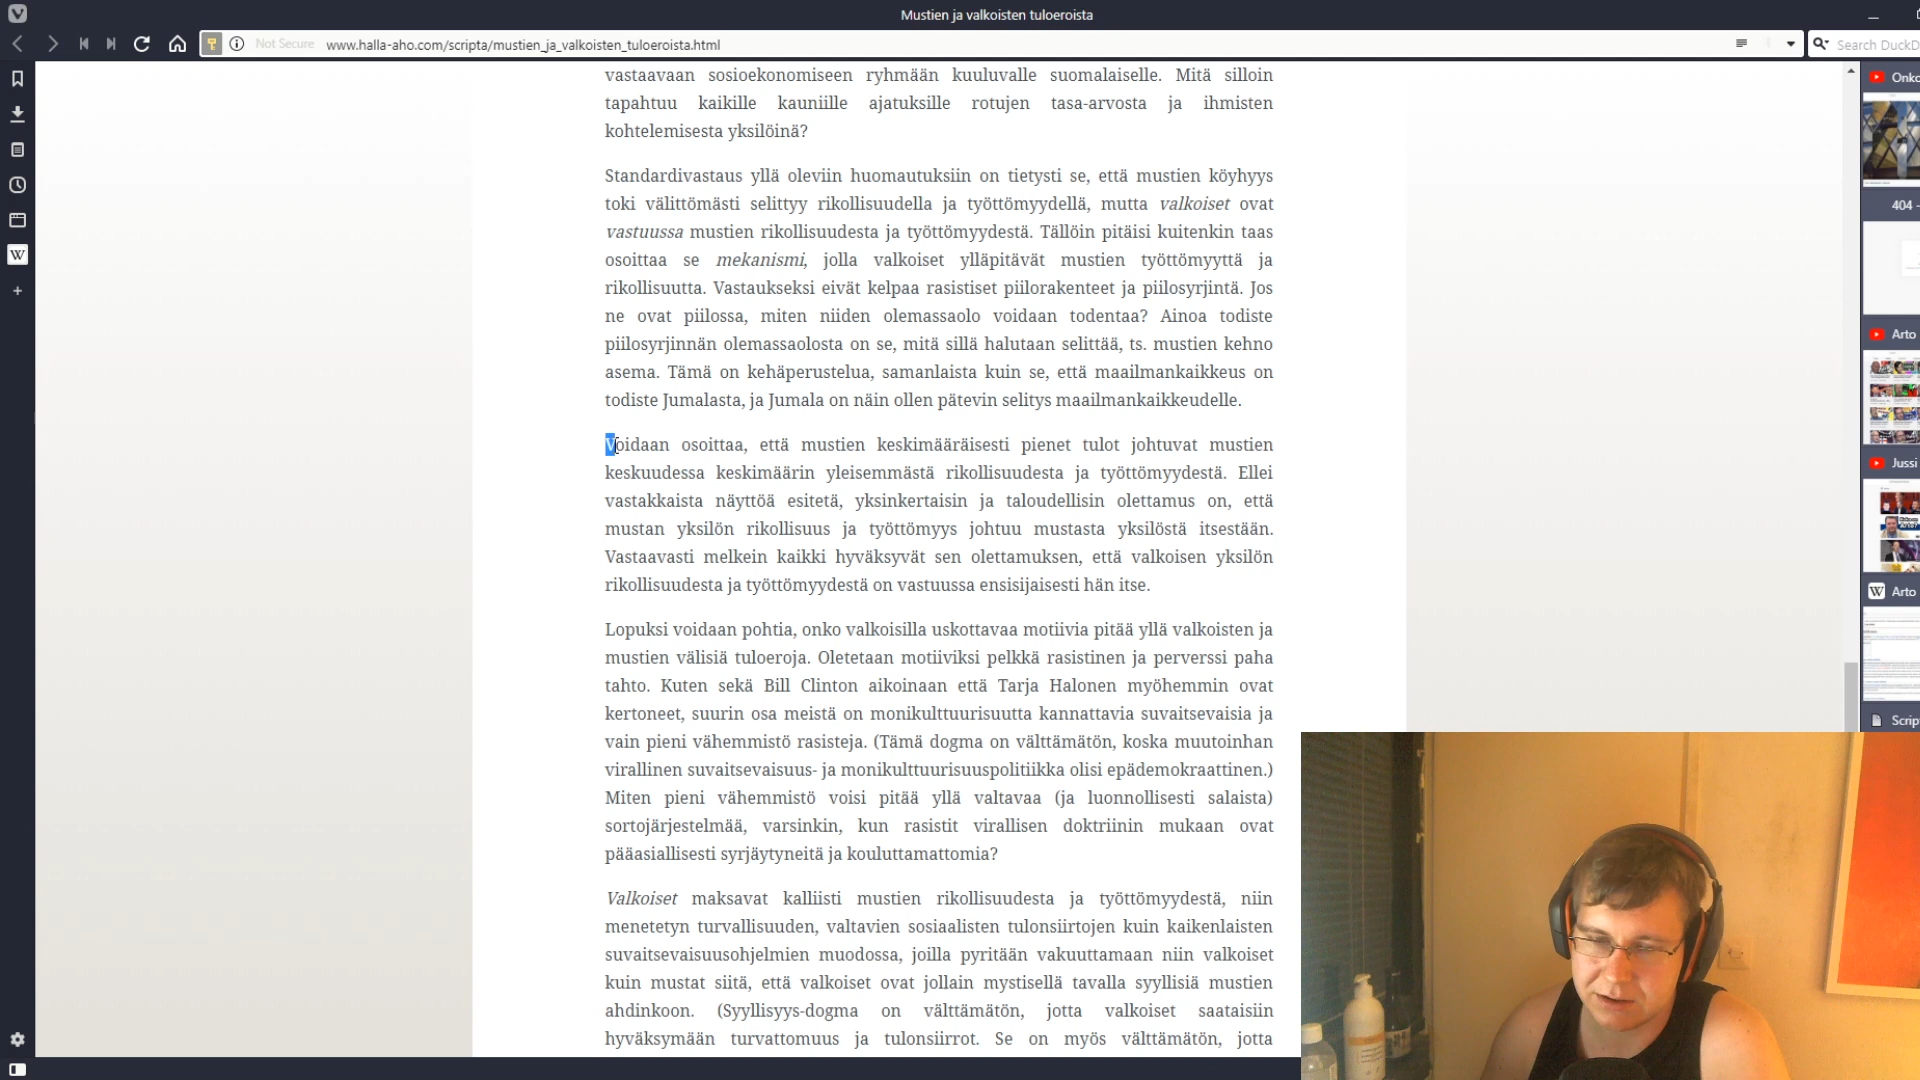 Mustien ja valkoisten tuloeroista
Not Secure www.halla-aho.com/scripta/mustien_ja_valkoisten_tuloeroista.html
Search DuckD
vastaavaan sosioekonomiseen ryhmään kuuluvalle suomalaiselle. Mitä silloin
tapahtuu kaikille kauniille ajatuksille rotujen tasa-arvosta ja ihmisten
kohtelemisesta yksilöinä?
Standardivastaus yllä oleviin huomautuksiin on tietysti se, että mustien köyhyys
toki välittömästi selittyy rikollisuudella ja työttömyydellä, mutta valkoiset ovat
vastuussa mustien rikollisuudesta ja työttömyydestä. Tällöin pitäisi kuitenkin taas
osoittaa se mekanismi, jolla valkoiset ylläpitävät mustien työttömyyttä ja
rikollisuutta. Vastaukseksi eivät kelpaa rasistiset piilorakenteet ja piilosyrjintä. Jos
ne ovat piilossa, miten niiden olemassaolo voidaan todentaa? Ainoa todiste
piilosyrjinnän olemassaolosta on se, mitä sillä halutaan selittää, ts. mustien kehno
asema. Tämä on kehäperustelua, samanlaista kuin se, että maailmankaikkeus on
todiste Jumalasta, ja Jumala on näin ollen pätevin selitys maailmankaikkeudelle.
Voidaan osoittaa, että mustien keskimääräisesti pienet tulot johtuvat mustien
keskuudessa keskimäärin yleisemmästä rikollisuudesta ja työttömyydestä. Ellei
vastakkaista näyttöä esitetä, yksinkertaisin ja taloudellisin olettamus on, että
mustan yksilön rikollisuus ja työttömyys johtuu mustasta yksilöstä itsestään.
Vastaavasti melkein kaikki hyväksyvät sen olettamuksen, että valkoisen yksilön
rikollisuudesta ja työttömyydestä on vastuussa ensisijaisesti hän itse.
Lopuksi voidaan pohtia, onko valkoisilla uskottavaa motiivia pitää yllä valkoisten ja
mustien välisiä tuloeroja. Oletetaan motiiviksi pelkkä rasistinen ja perverssi paha
tahto. Kuten sekä Bill Clinton aikoinaan että Tarja Halonen myöhemmin ovat
kertoneet, suurin osa meistä on monikulttuurisuutta kannattavia suvaitsevaisia ja
vain pieni vähemmistö rasisteja. (Tämä dogma on välttämätön, koska muutoinhan
virallinen suvaitsevaisuus- ja monikulttuurisuuspolitiikka olisi epädemokraattinen.)
Miten pieni vähemmistö voisi pitää yllä valtavaa (ja luonnollisesti salaista)
sortojärjestelmää, varsinkin, kun rasistit virallisen doktriinin mukaan ovat
pääasiallisesti syrjäytyneitä ja kouluttamattomia?
Valkoiset maksavat kalliisti mustien rikollisuudesta ja työttömyydestä, niin
menetetyn turvallisuuden, valtavien sosiaalisten tulonsiirtojen kuin kaikenlaisten
suvaitsevaisuusohjelmien muodossa, joilla pyritään vakuuttamaan niin valkoiset
kuin mustat siitä, että valkoiset ovat jollain mystisellä tavalla syyllisiä mustien
ahdinkoon. (Syyllisyys-dogma on välttämätön, jotta valkoiset saataisiin
hyväksymään turvattomuus ja tulonsiirrot. Se on myös välttämätön, jotta
Onko
404 -
Arto
Jussi
W Arto
Scrip